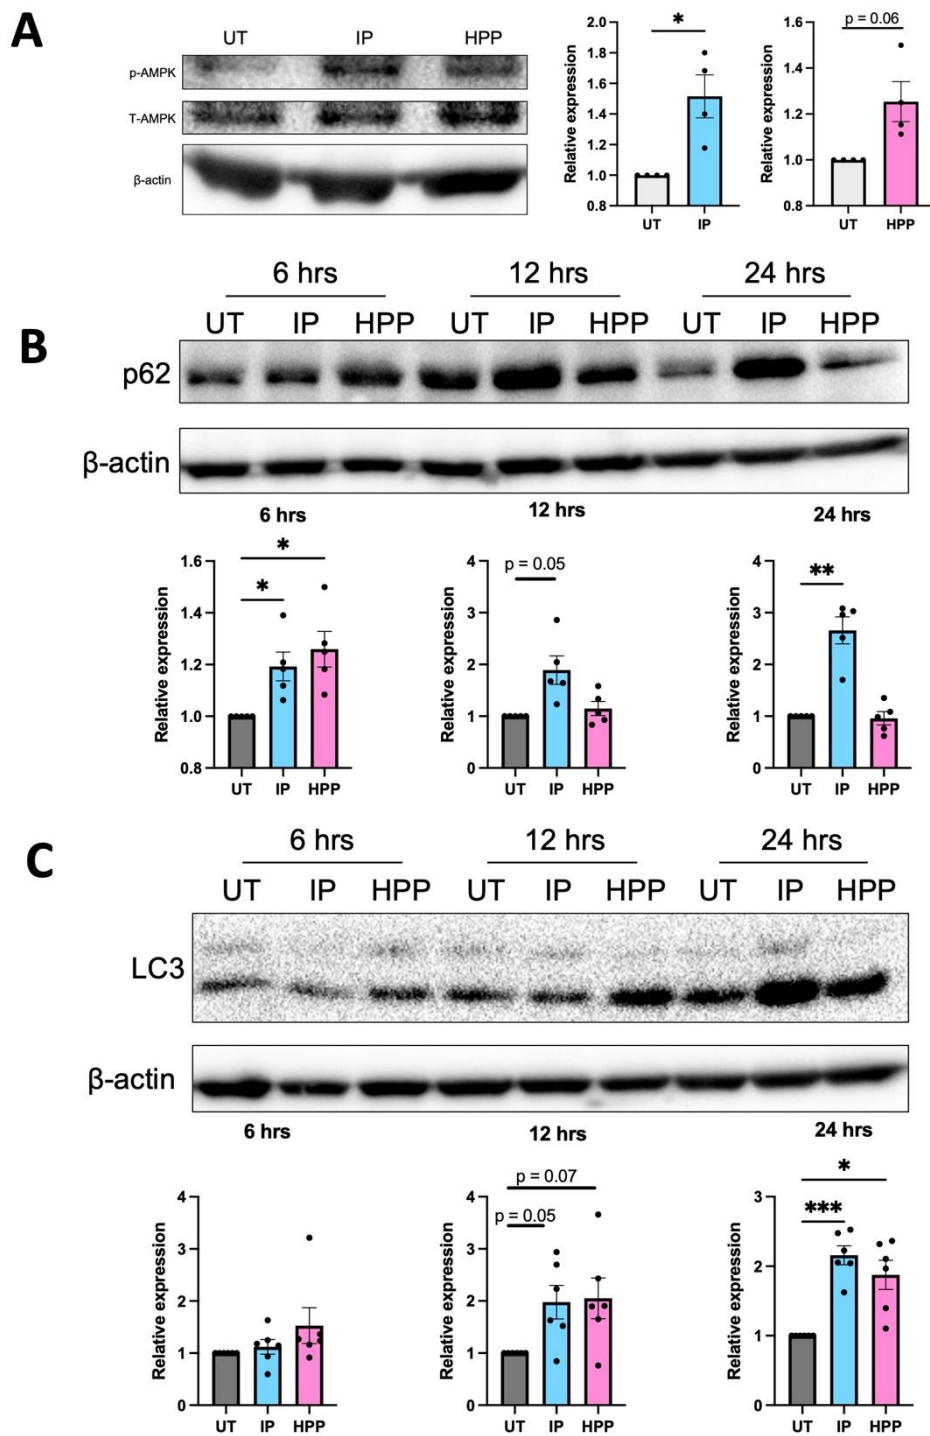 A
UT IP HPP
p-AMPK
T-AMPK
β-actin
Relative expression
2.0
1.8
1.6
1.4
1.2
1.0
0.8
*
UT IP
Relative expression
1.6
1.4
1.2
1.0
0.8
p = 0.06
UT HPP
B
6 hrs 12 hrs 24 hrs
UT IP HPP UT IP HPP UT IP HPP
p62
β-actin
6 hrs
Relative expression
1.6
1.4
1.2
1.0
0.8
*
*
UT IP HPP
12 hrs
Relative expression
4
3
2
1
0
p = 0.05
UT IP HPP
24 hrs
Relative expression
4
3
2
1
0
**
UT IP HPP
C
6 hrs 12 hrs 24 hrs
UT IP HPP UT IP HPP UT IP HPP
LC3
β-actin
6 hrs
Relative expression
4
3
2
1
0
UT IP HPP
12 hrs
Relative expression
4
3
2
1
0
p = 0.07
p = 0.05
UT IP HPP
24 hrs
Relative expression
3
2
1
0
*
***
UT IP HPP